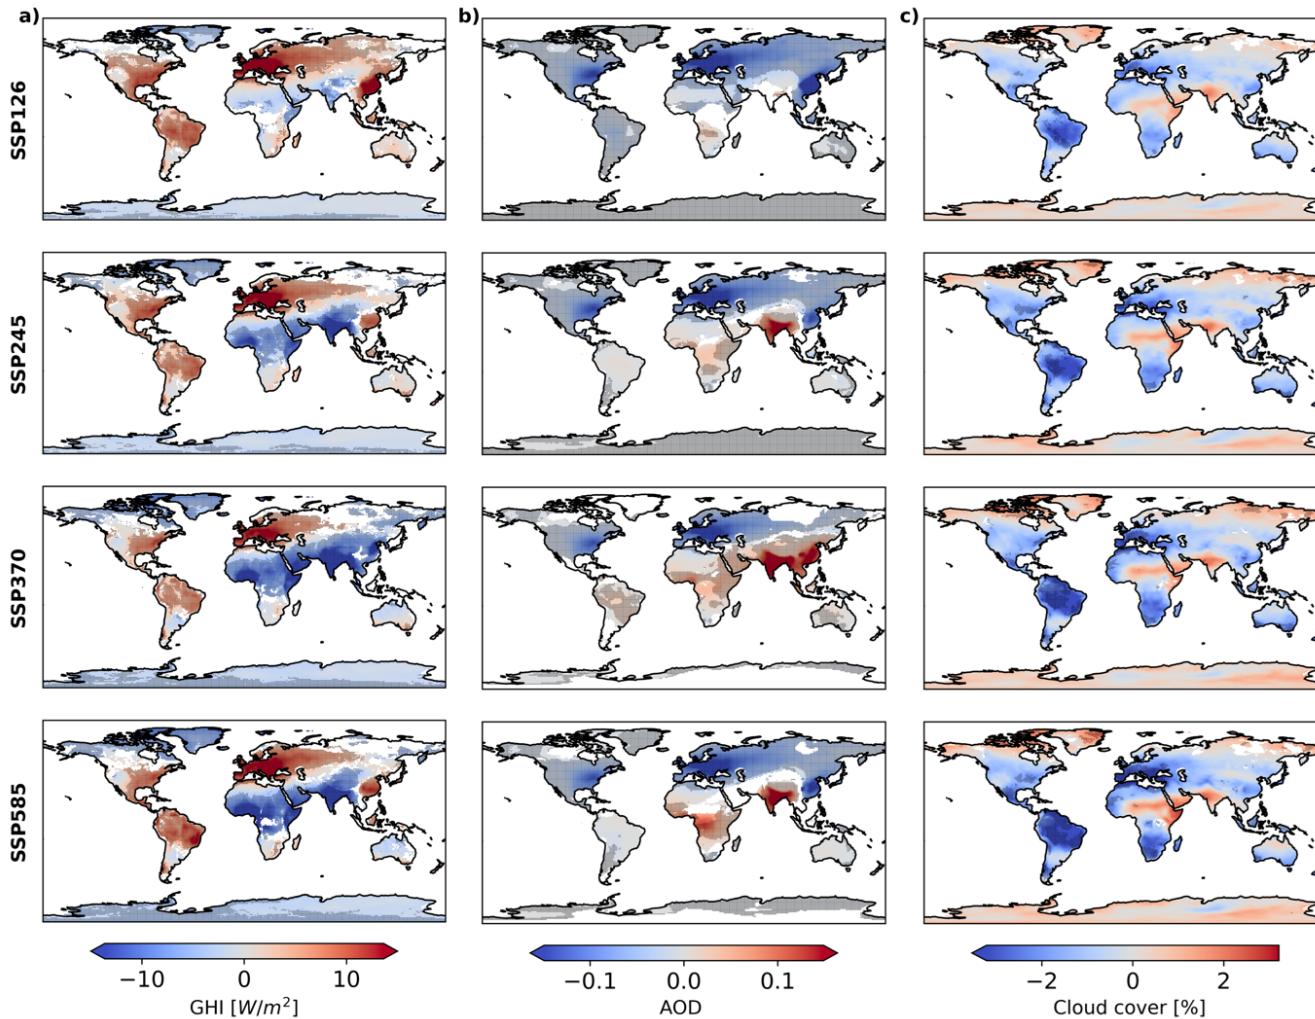 a)
b)
c)
SSP126
SSP245
SSP370
SSP585
−10 0 10
GHI [W/m²]
−0.1 0.0 0.1
AOD
−2 0 2
Cloud cover [%]